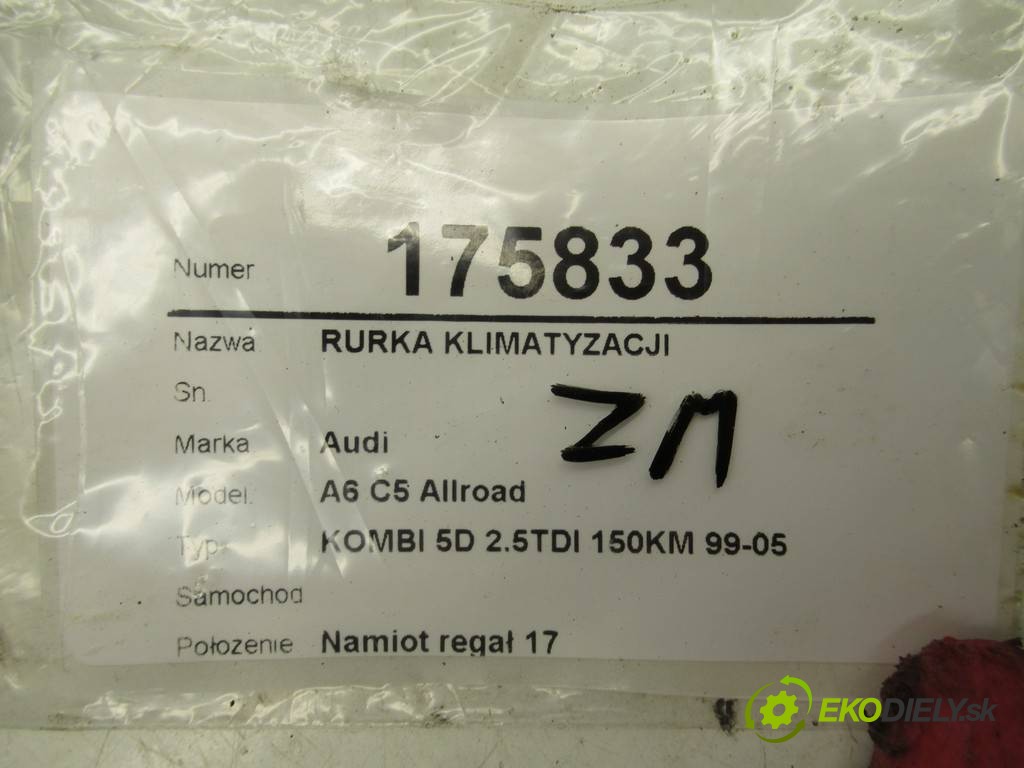 Numer 175833
Nazwa RURKA KLIMATYZACJI
Sn.
ZM
Marka Audi
Model. A6 C5 Allroad
Typ KOMBI 5D 2.5TDI 150KM 99-05
Samochod
Położenie Namiot regał 17
EKODIELY.sk